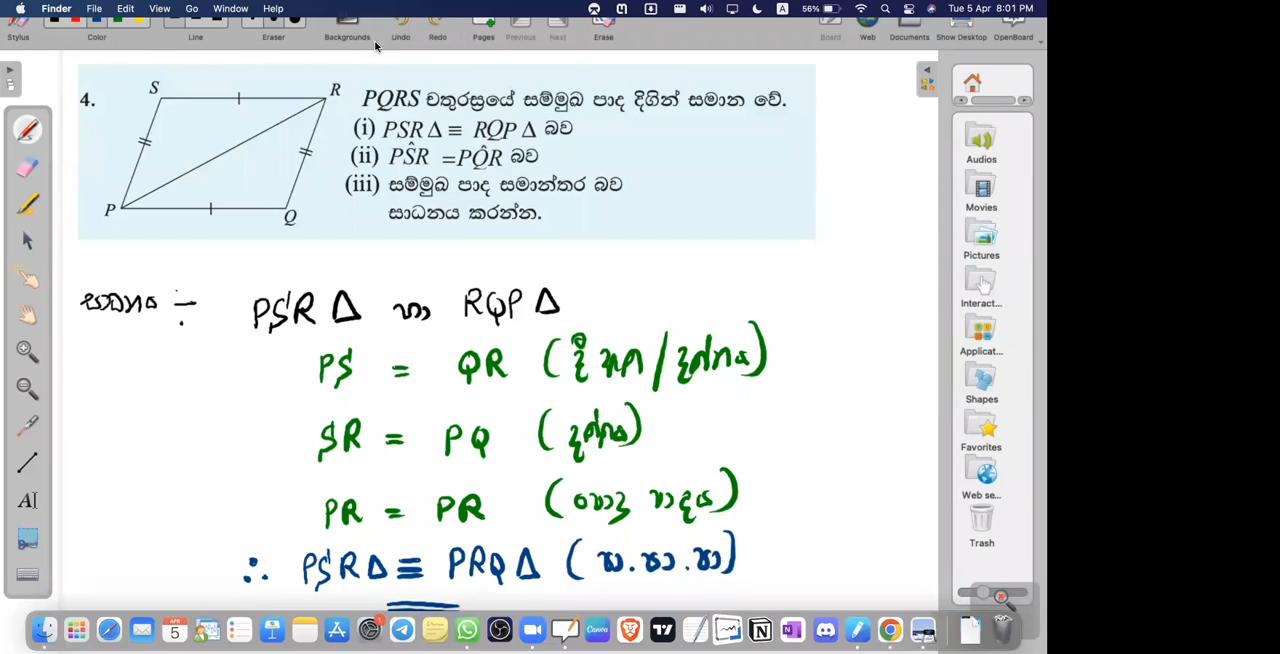 Finder File Edit View Go Window Help
A 56% Tue 5 Apr 8:01 PM
Stylus Color Line Eraser Backgrounds Undo Redo Pages Previous Next Erase Board Web Documents Show Desktop OpenBoard
4. S R P Q
PQRS චතුරස්‍රයේ සම්මුඛ පාද දිගින් සමාන වේ.
(i) PSR Δ ≡ RQP Δ බව
(ii) PŜR = PQ̂R බව
(iii) සම්මුඛ පාද සමාන්තර බව
සාධනය කරන්න.
සාධනය :- PSR Δ හා RQP Δ
PS = QR (දී ඇත / දත්තය)
SR = PQ (දත්තය)
PR = PR (පොදු පාදය)
∴ PSR Δ ≡ PRQ Δ (පා.පා.පා)
Audios
Movies
Pictures
Interact...
Applicat...
Shapes
Favorites
Web se...
Trash